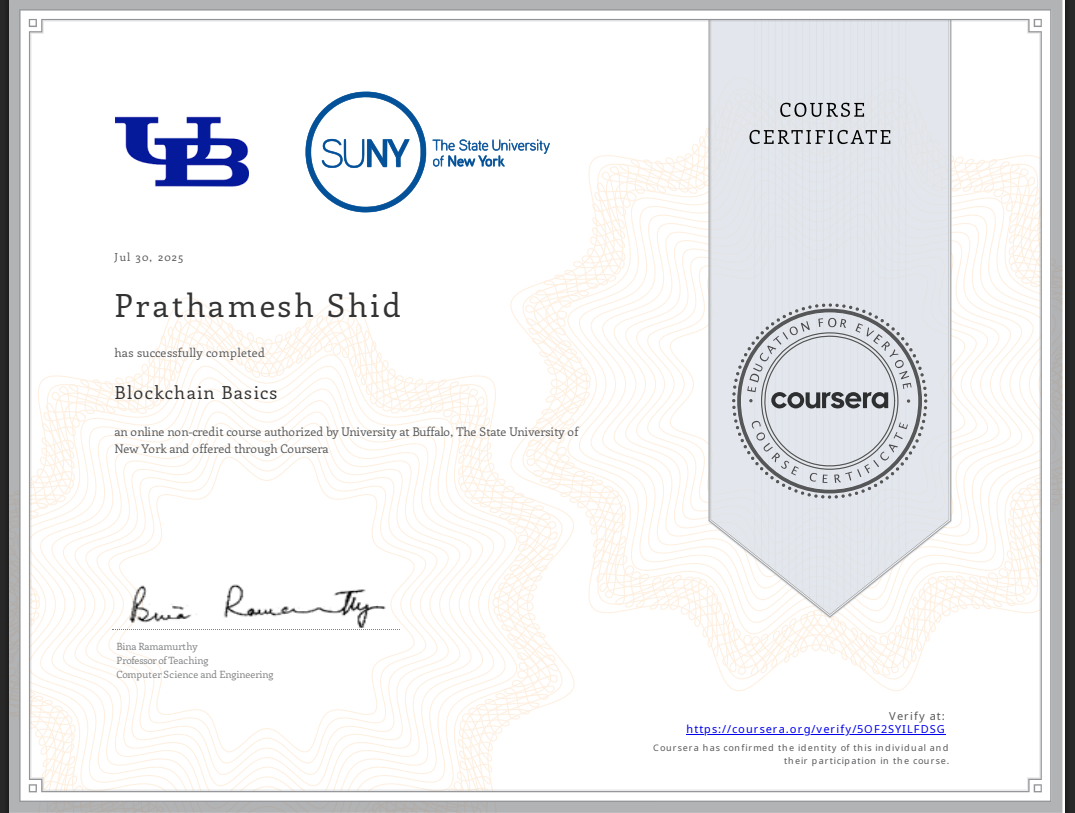 UB
SUNY
The State University
of New York
COURSE
CERTIFICATE
Jul 30, 2025
Prathamesh Shid
has successfully completed
Blockchain Basics
an online non-credit course authorized by University at Buffalo, The State University of
New York and offered through Coursera
EDUCATION FOR EVERYONE
coursera
COURSE CERTIFICATE
Bina Ramamurthy
Bina Ramamurthy
Professor of Teaching
Computer Science and Engineering
Verify at:
https://coursera.org/verify/5OF2SYILFDSG
Coursera has confirmed the identity of this individual and
their participation in the course.